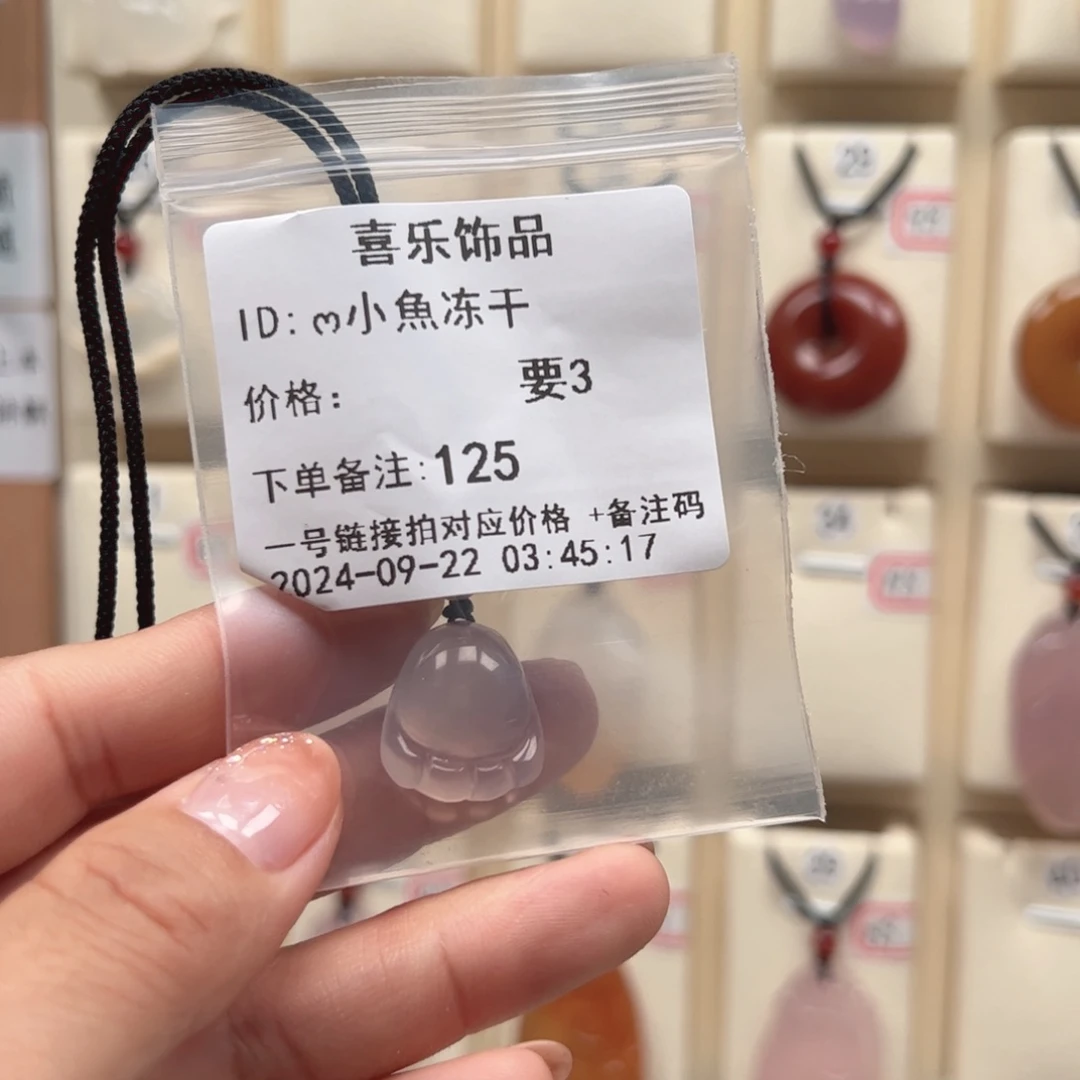 喜乐饰品
ID: ო小魚冻干
价格: 要3
下单备注:125
一号链接拍对应价格 +备注码
2024-09-22 03:45:17